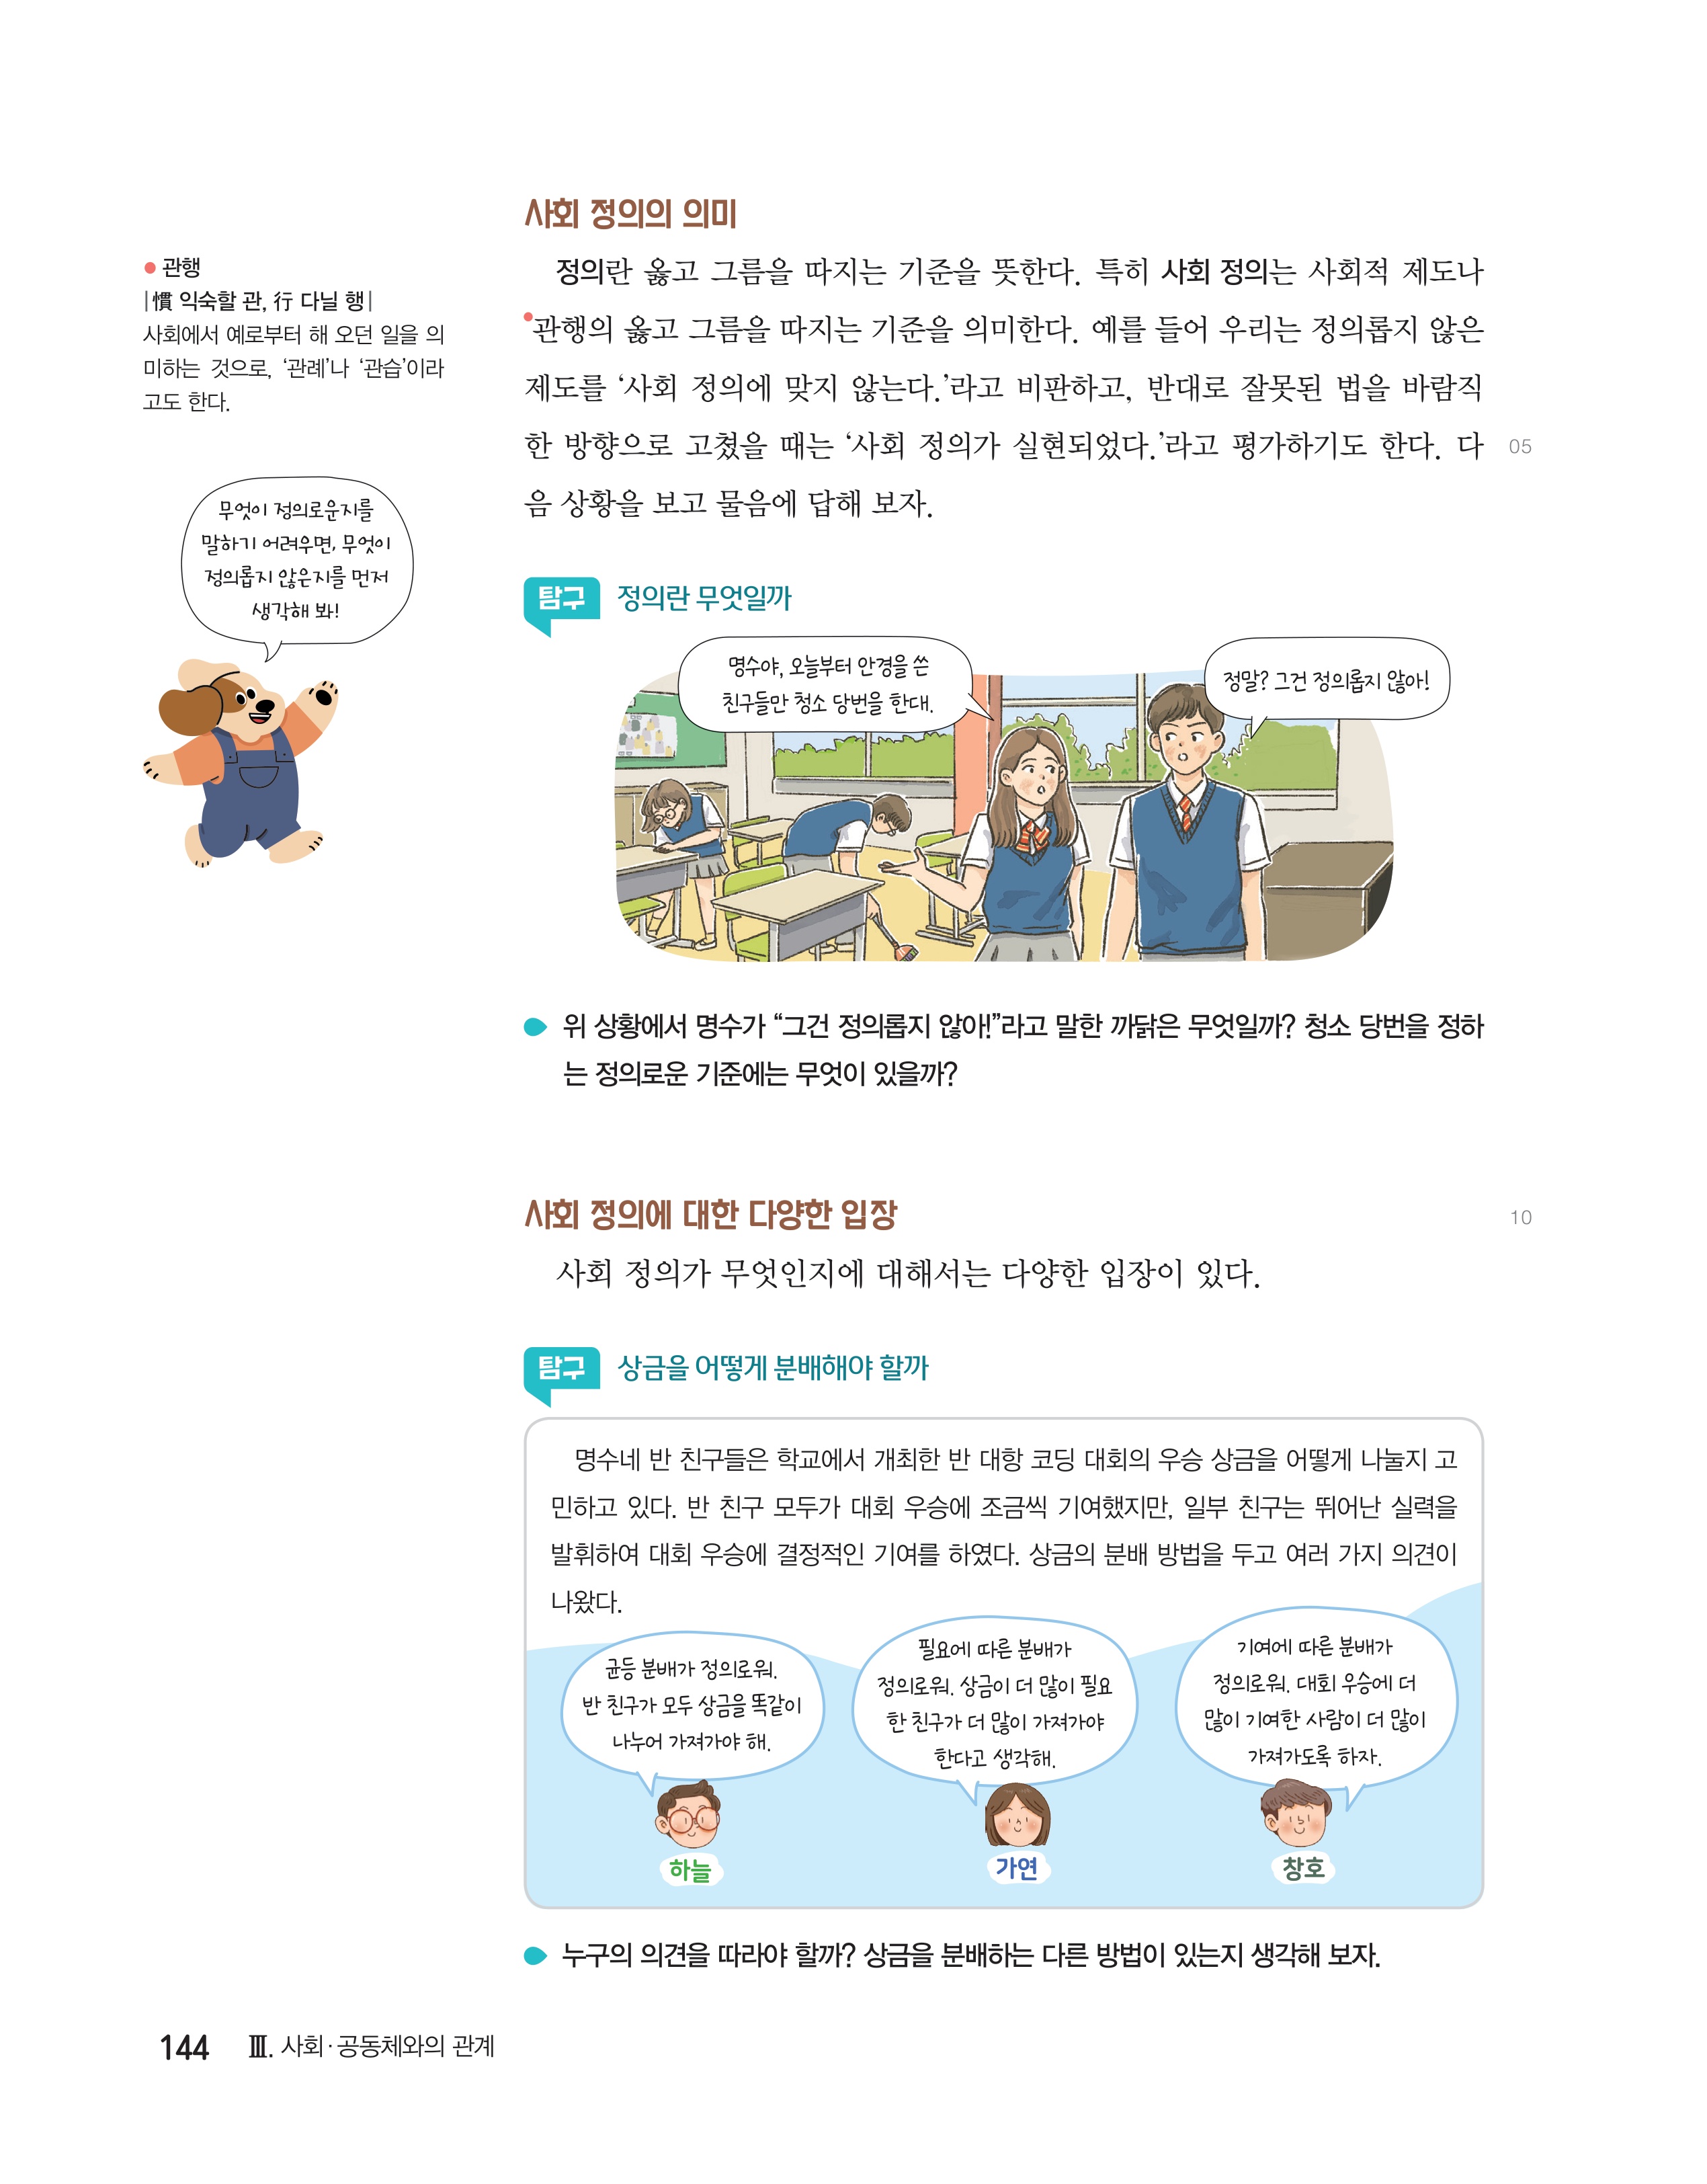 사회 정의의 의미
정의란 옳고 그름을 따지는 기준을 뜻한다. 특히 사회 정의는 사회적 제도나
관행의 옳고 그름을 따지는 기준을 의미한다. 예를 들어 우리는 정의롭지 않은
제도를 ‘사회 정의에 맞지 않는다.’라고 비판하고, 반대로 잘못된 법을 바람직
한 방향으로 고쳤을 때는 ‘사회 정의가 실현되었다.’라고 평가하기도 한다. 다
05
음 상황을 보고 물음에 답해 보자.
관행
|慣 익숙할 관, 行 다닐 행|
사회에서 예로부터 해 오던 일을 의
미하는 것으로, ‘관례’나 ‘관습’이라
고도 한다.
무엇이 정의로운지를
말하기 어려우면, 무엇이
정의롭지 않은지를 먼저
생각해 봐!
탐구 정의란 무엇일까
명수야, 오늘부터 안경을 쓴
친구들만 청소 당번을 한대.
정말? 그건 정의롭지 않아!
위 상황에서 명수가 “그건 정의롭지 않아!”라고 말한 까닭은 무엇일까? 청소 당번을 정하
는 정의로운 기준에는 무엇이 있을까?
사회 정의에 대한 다양한 입장
10
사회 정의가 무엇인지에 대해서는 다양한 입장이 있다.
탐구 상금을 어떻게 분배해야 할까
명수네 반 친구들은 학교에서 개최한 반 대항 코딩 대회의 우승 상금을 어떻게 나눌지 고
민하고 있다. 반 친구 모두가 대회 우승에 조금씩 기여했지만, 일부 친구는 뛰어난 실력을
발휘하여 대회 우승에 결정적인 기여를 하였다. 상금의 분배 방법을 두고 여러 가지 의견이
나왔다.
균등 분배가 정의로워.
반 친구가 모두 상금을 똑같이
나누어 가져가야 해.
하늘
필요에 따른 분배가
정의로워. 상금이 더 많이 필요
한 친구가 더 많이 가져가야
한다고 생각해.
가연
기여에 따른 분배가
정의로워. 대회 우승에 더
많이 기여한 사람이 더 많이
가져가도록 하자.
창호
누구의 의견을 따라야 할까? 상금을 분배하는 다른 방법이 있는지 생각해 보자.
144 Ⅲ. 사회·공동체와의 관계